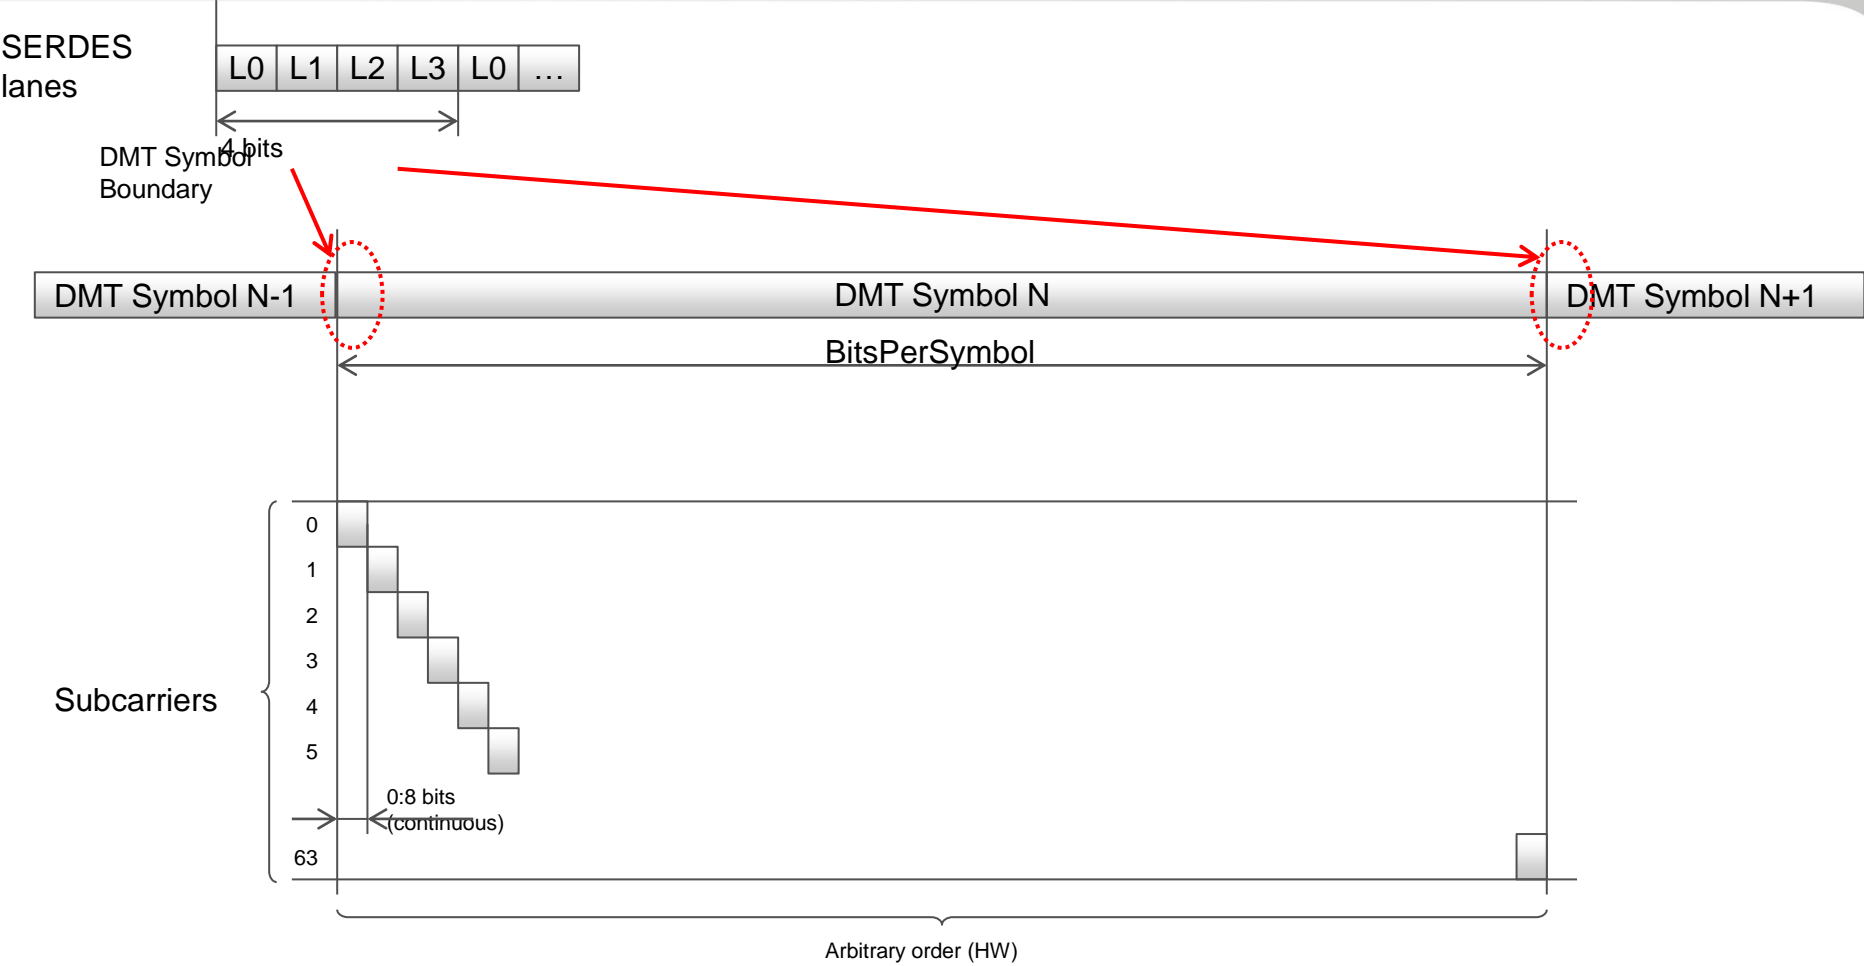 SERDES
lanes
L0 L1 L2 L3 L0 …
4 bits
DMT Symbol
Boundary
DMT Symbol N-1 DMT Symbol N DMT Symbol N+1
BitsPerSymbol
0
1
2
3
4
5
Subcarriers
0:8 bits
(continuous)
63
Arbitrary order (HW)